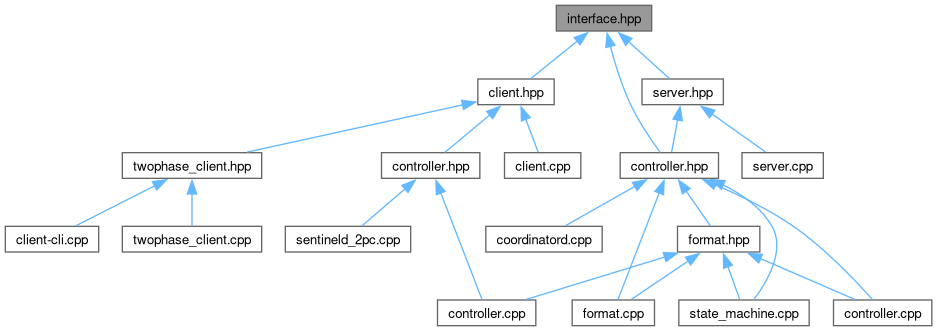 interface.hpp
client.hpp
server.hpp
twophase_client.hpp
controller.hpp
client.cpp
controller.hpp
server.cpp
client-cli.cpp
twophase_client.cpp
sentineld_2pc.cpp
coordinatord.cpp
format.hpp
controller.cpp
format.cpp
state_machine.cpp
controller.cpp